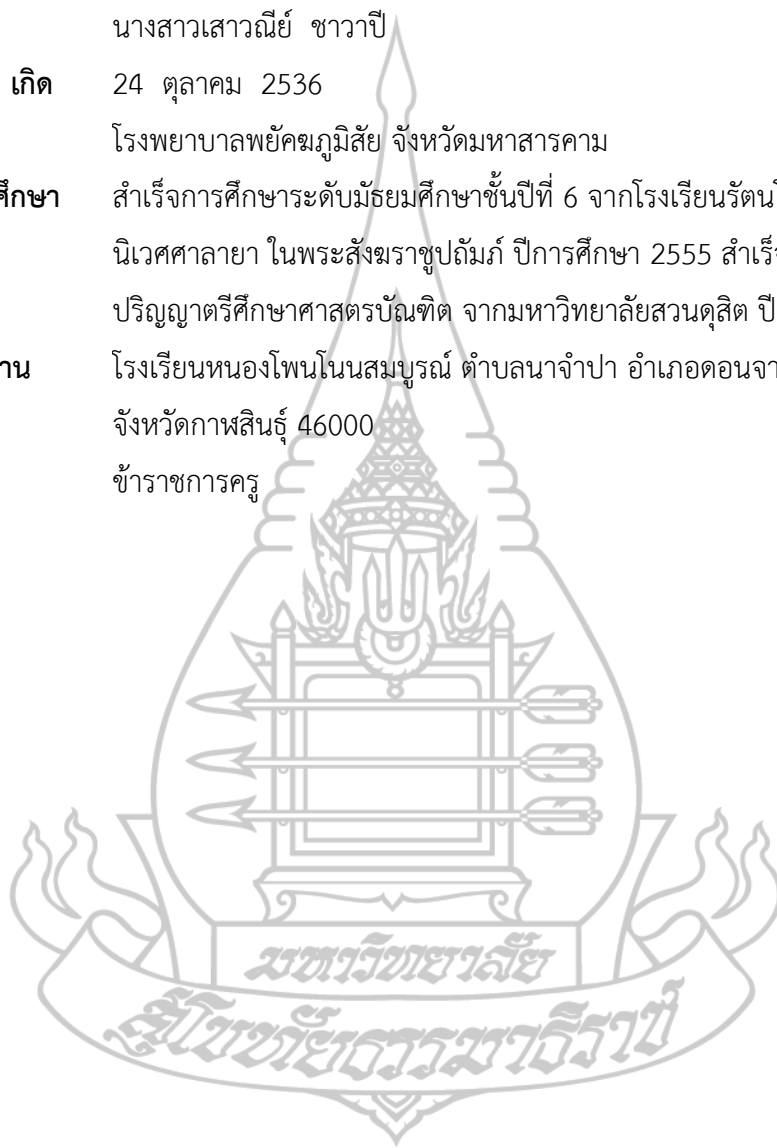 นางสาวเสาวณีย์ ชาวาปี
เกิด 24 ตุลาคม 2536
โรงพยาบาลพยัคฆภูมิสัย จังหวัดมหาสารคาม
ศึกษา สำเร็จการศึกษาระดับมัธยมศึกษาชั้นปีที่ 6 จากโรงเรียนรัตน
นิเวศศาลายา ในพระสังฆราชูปถัมภ์ ปีการศึกษา 2555 สำเร็จ
ปริญญาตรีศึกษาศาสตรบัณฑิต จากมหาวิทยาลัยสวนดุสิต ปี
าน โรงเรียนหนองโพนโนนสมบูรณ์ ตำบลนาจำปา อำเภอดอนจา
จังหวัดกาฬสินธุ์ 46000
ข้าราชการครู
มหาวิทยาลัย
สุโขทัยธรรมาธิราช